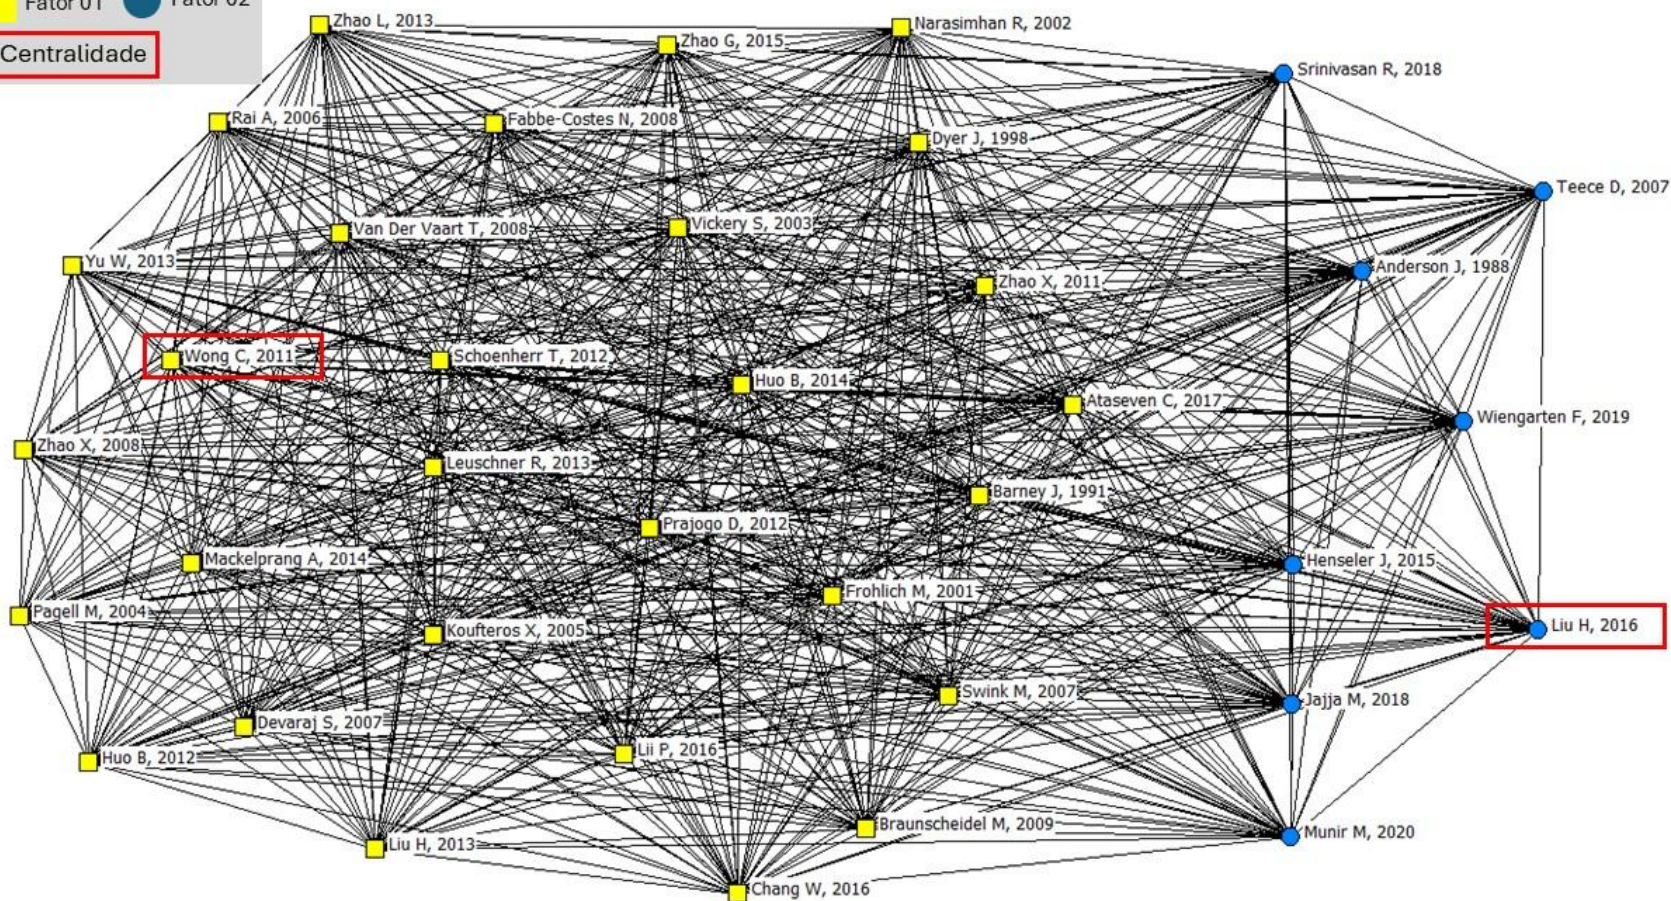 Fator 01
Fator 02
Centralidade
Zhao L, 2013
Narasimhan R, 2002
Zhao G, 2015
Srinivasan R, 2018
Rai A, 2006
Fabbe-Costes N, 2008
Dyer J, 1998
Teece D, 2007
Van Der Vaart T, 2008
Vickery S, 2003
Yu W, 2013
Anderson J, 1988
Zhao X, 2011
Wong C, 2011
Schoenherr T, 2012
Huo B, 2014
Ataseven C, 2017
Wiengarten F, 2019
Zhao X, 2008
Leuschner R, 2013
Barney J, 1991
Prajogo D, 2012
Mackelprang A, 2014
Henseler J, 2015
Frohlich M, 2001
Pagell M, 2004
Koufteros X, 2005
Liu H, 2016
Swink M, 2007
Jajja M, 2018
Devaraj S, 2007
Lii P, 2016
Huo B, 2012
Braunscheidel M, 2009
Munir M, 2020
Liu H, 2013
Chang W, 2016